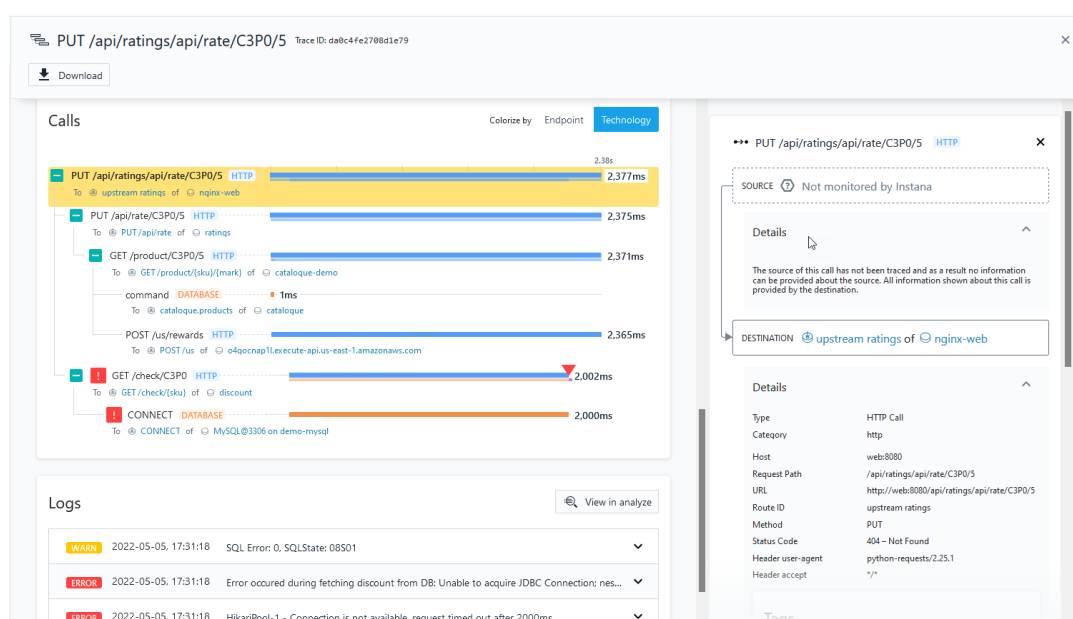 PUT /api/ratings/api/rate/C3P0/5 Trace ID: da0c4fe2708d1e79
Download
Calls
Colorize by Endpoint Technology
2.38s
PUT /api/ratings/api/rate/C3P0/5 HTTP 2,377ms
To upstream ratings of nginx-web
PUT /api/rate/C3P0/5 HTTP 2,375ms
To PUT /api/rate of ratings
GET /product/C3P0/5 HTTP 2,371ms
To GET /product/{sku}/{mark} of catalogue-demo
command DATABASE 1ms
To catalogue.products of catalogue
POST /us/rewards HTTP 2,365ms
To POST /us of o4qocnap1l.execute-api.us-east-1.amazonaws.com
! GET /check/C3P0 HTTP 2,002ms
To GET /check/{sku} of discount
! CONNECT DATABASE 2,000ms
To CONNECT of MySQL@3306 on demo-mysql
Logs
View in analyze
WARN 2022-05-05, 17:31:18 SQL Error: 0, SQLState: 08S01
ERROR 2022-05-05, 17:31:18 Error occured during fetching discount from DB: Unable to acquire JDBC Connection; nes...
ERROR 2022-05-05, 17:31:18 HikariPool-1 - Connection is not available, request timed out after 2000ms
PUT /api/ratings/api/rate/C3P0/5 HTTP
SOURCE ? Not monitored by Instana
Details
The source of this call has not been traced and as a result no information
can be provided about the source. All information shown about this call is
provided by the destination.
DESTINATION upstream ratings of nginx-web
Details
Type HTTP Call
Category http
Host web:8080
Request Path /api/ratings/api/rate/C3P0/5
URL http://web:8080/api/ratings/api/rate/C3P0/5
Route ID upstream ratings
Method PUT
Status Code 404 – Not Found
Header user-agent python-requests/2.25.1
Header accept */*
Tags